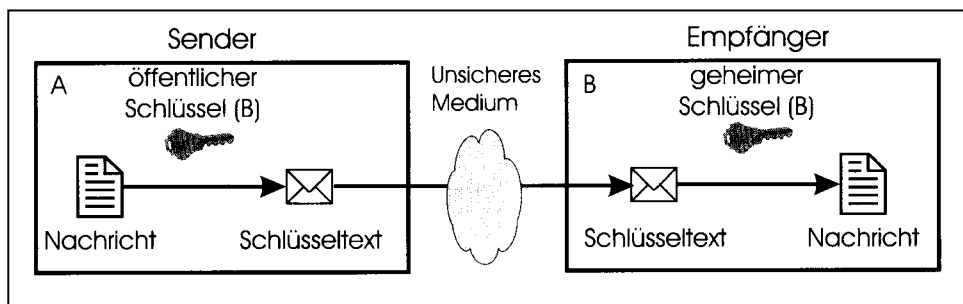 Sender
A
öffentlicher
Schlüssel (B)
Nachricht
Schlüsseltext
Unsicheres
Medium
Empfänger
B
geheimer
Schlüssel (B)
Schlüsseltext
Nachricht